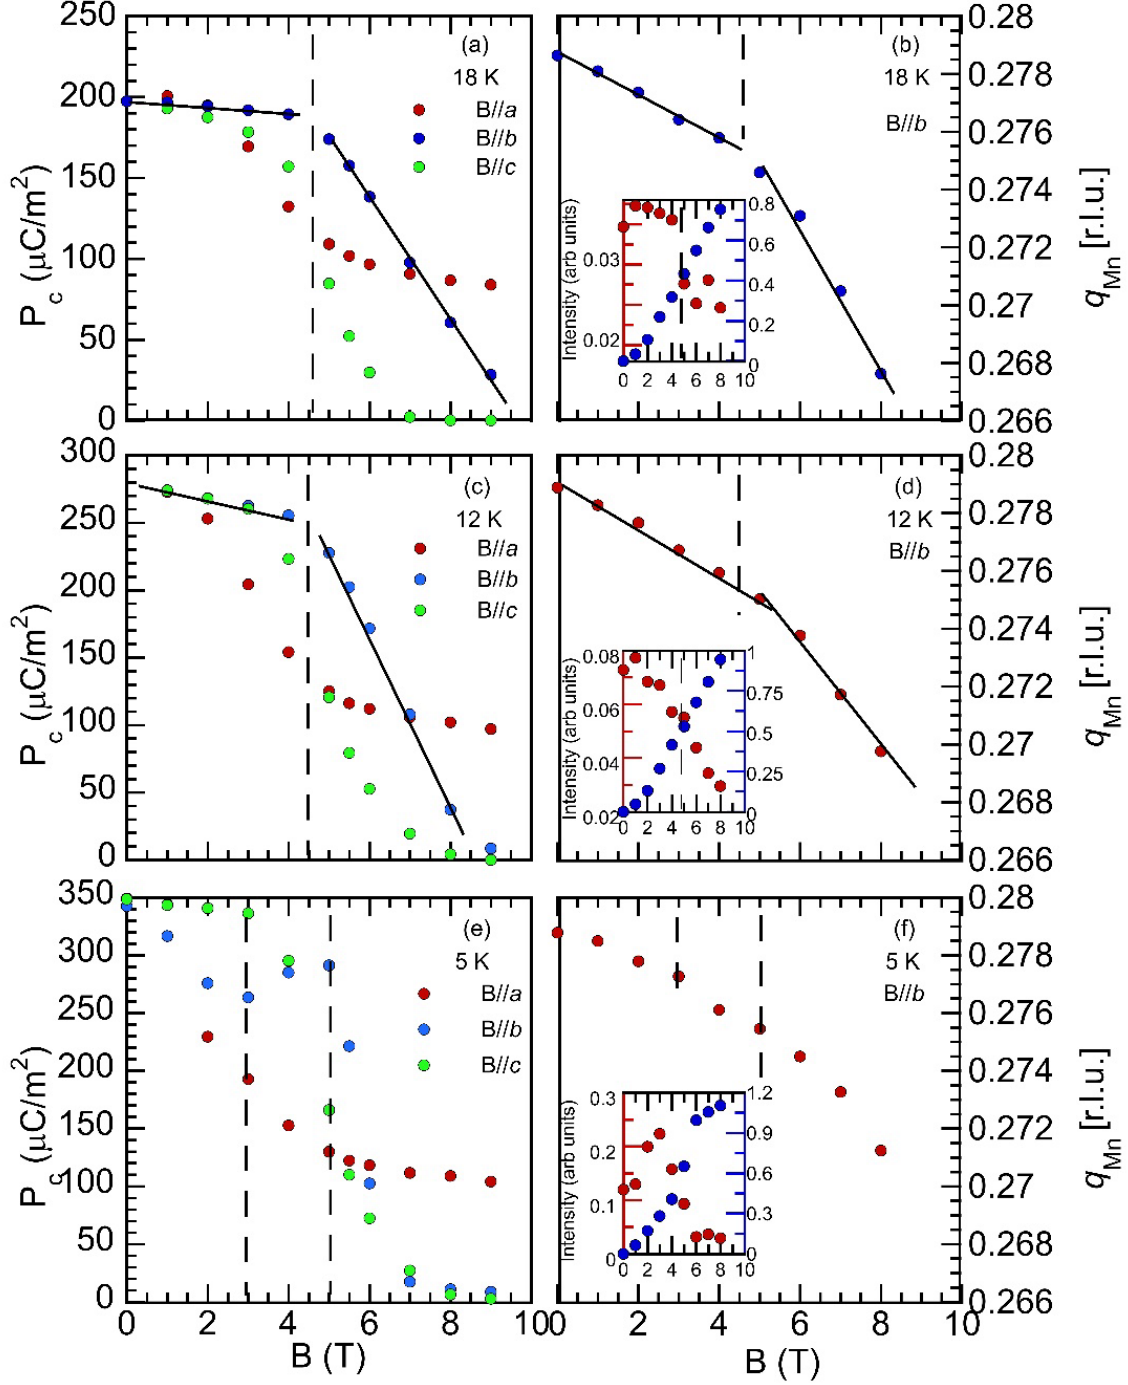 (a)
18 K
B//a
B//b
B//c
200
150
100
50
0
P_c (μC/m²)
(b)
18 K
B//b
0.28
0.278
0.276
0.274
0.272
0.27
0.268
0.266
q_Mn [r.l.u.]
Intensity (arb units)
0.03
0.02
0.8
0.6
0.4
0.2
0
0 2 4 6 8 10
(c)
12 K
B//a
B//b
B//c
300
250
200
150
100
50
0
P_c (μC/m²)
(d)
12 K
B//b
0.28
0.278
0.276
0.274
0.272
0.27
0.268
0.266
q_Mn [r.l.u.]
Intensity (arb units)
0.08
0.06
0.04
0.02
1
0.75
0.5
0.25
0
0 2 4 6 8 10
(e)
5 K
B//a
B//b
B//c
350
300
250
200
150
100
50
0
P_c (μC/m²)
0 2 4 6 8 10
B (T)
(f)
5 K
B//b
0.28
0.278
0.276
0.274
0.272
0.27
0.268
0.266
q_Mn [r.l.u.]
Intensity (arb units)
0.3
0.2
0.1
0
1.2
0.9
0.6
0.3
0
0 2 4 6 8 10
0 2 4 6 8 10
B (T)